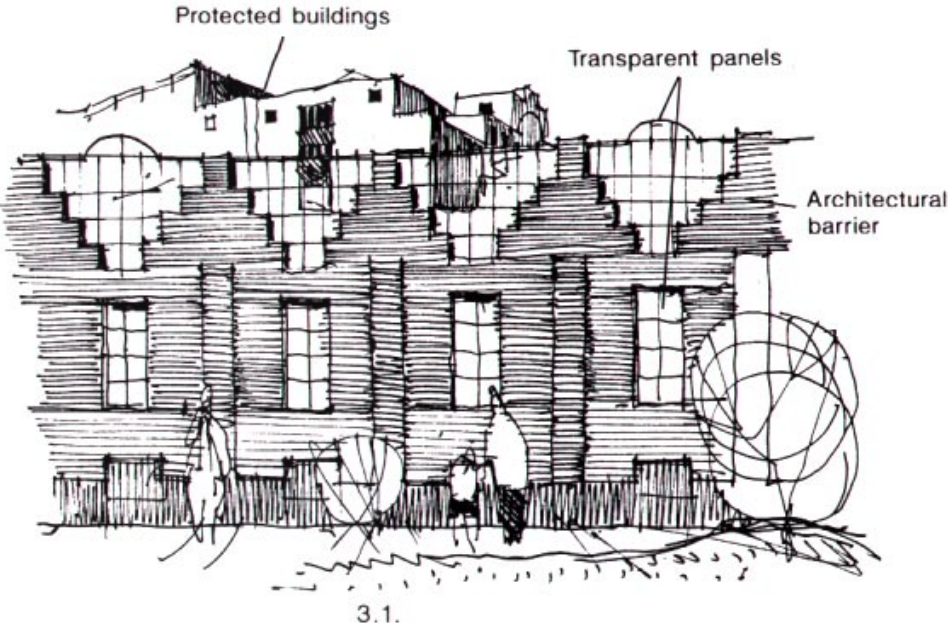 Protected buildings
Transparent panels
Architectural
barrier
3.1.